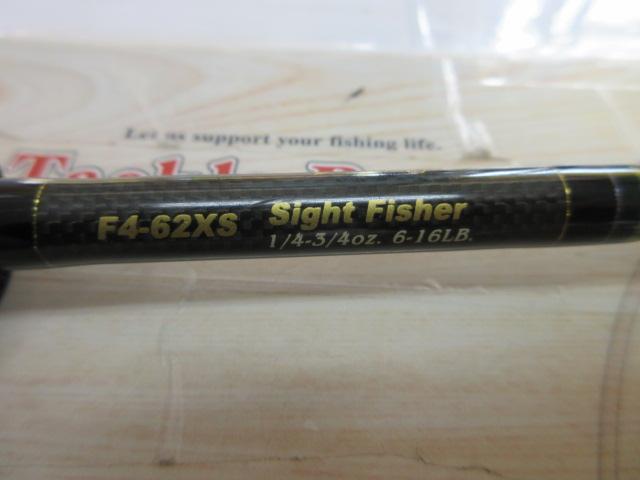 Let us support your fishing life.
F4-62XS Sight Fisher
1/4-3/4oz. 6-16LB.